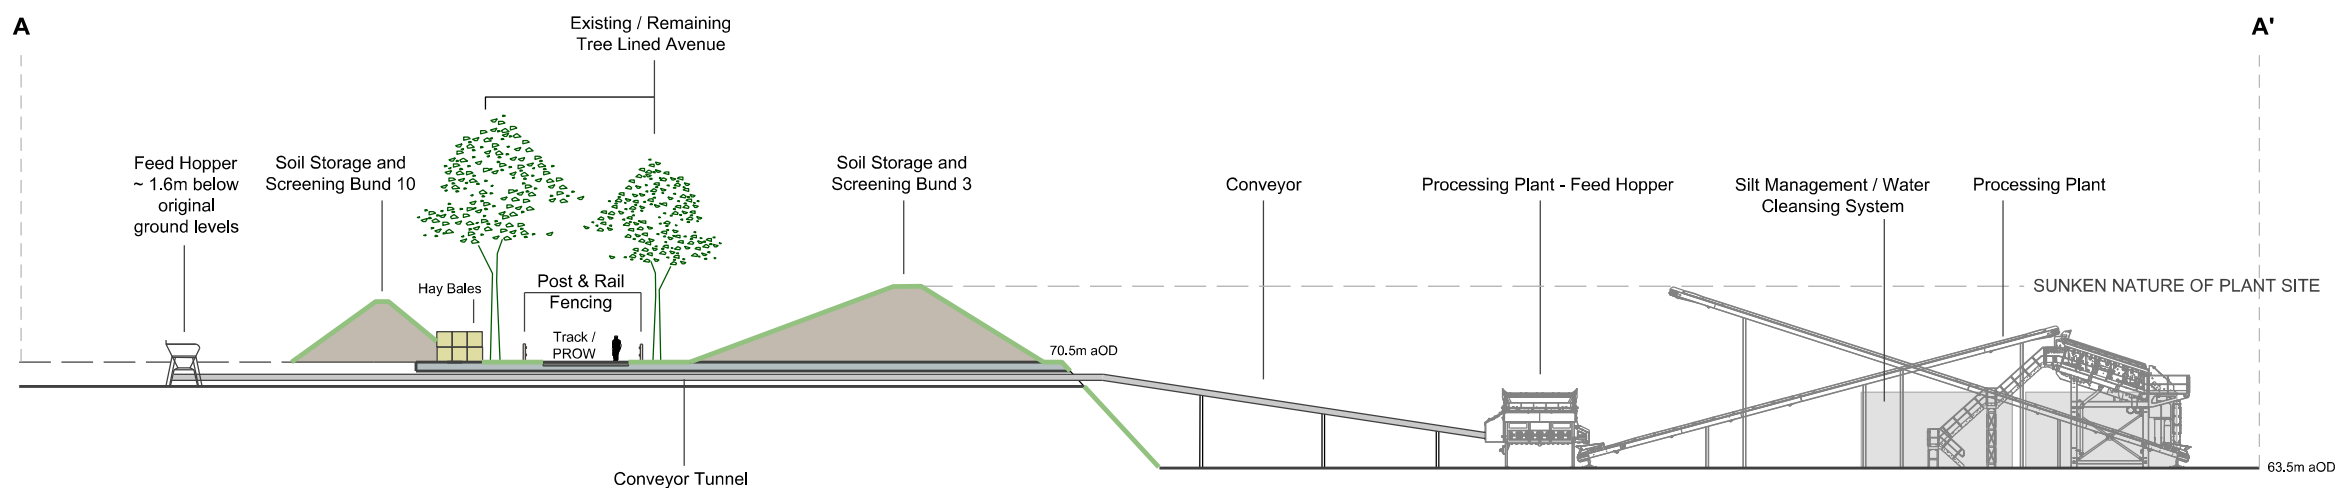 A
A'
Existing / Remaining
Tree Lined Avenue
Feed Hopper
~ 1.6m below
original
ground levels
Soil Storage and
Screening Bund 10
Soil Storage and
Screening Bund 3
Conveyor
Processing Plant - Feed Hopper
Silt Management / Water
Cleansing System
Processing Plant
Hay Bales
Post & Rail
Fencing
Track /
PROW
SUNKEN NATURE OF PLANT SITE
70.5m aOD
63.5m aOD
Conveyor Tunnel